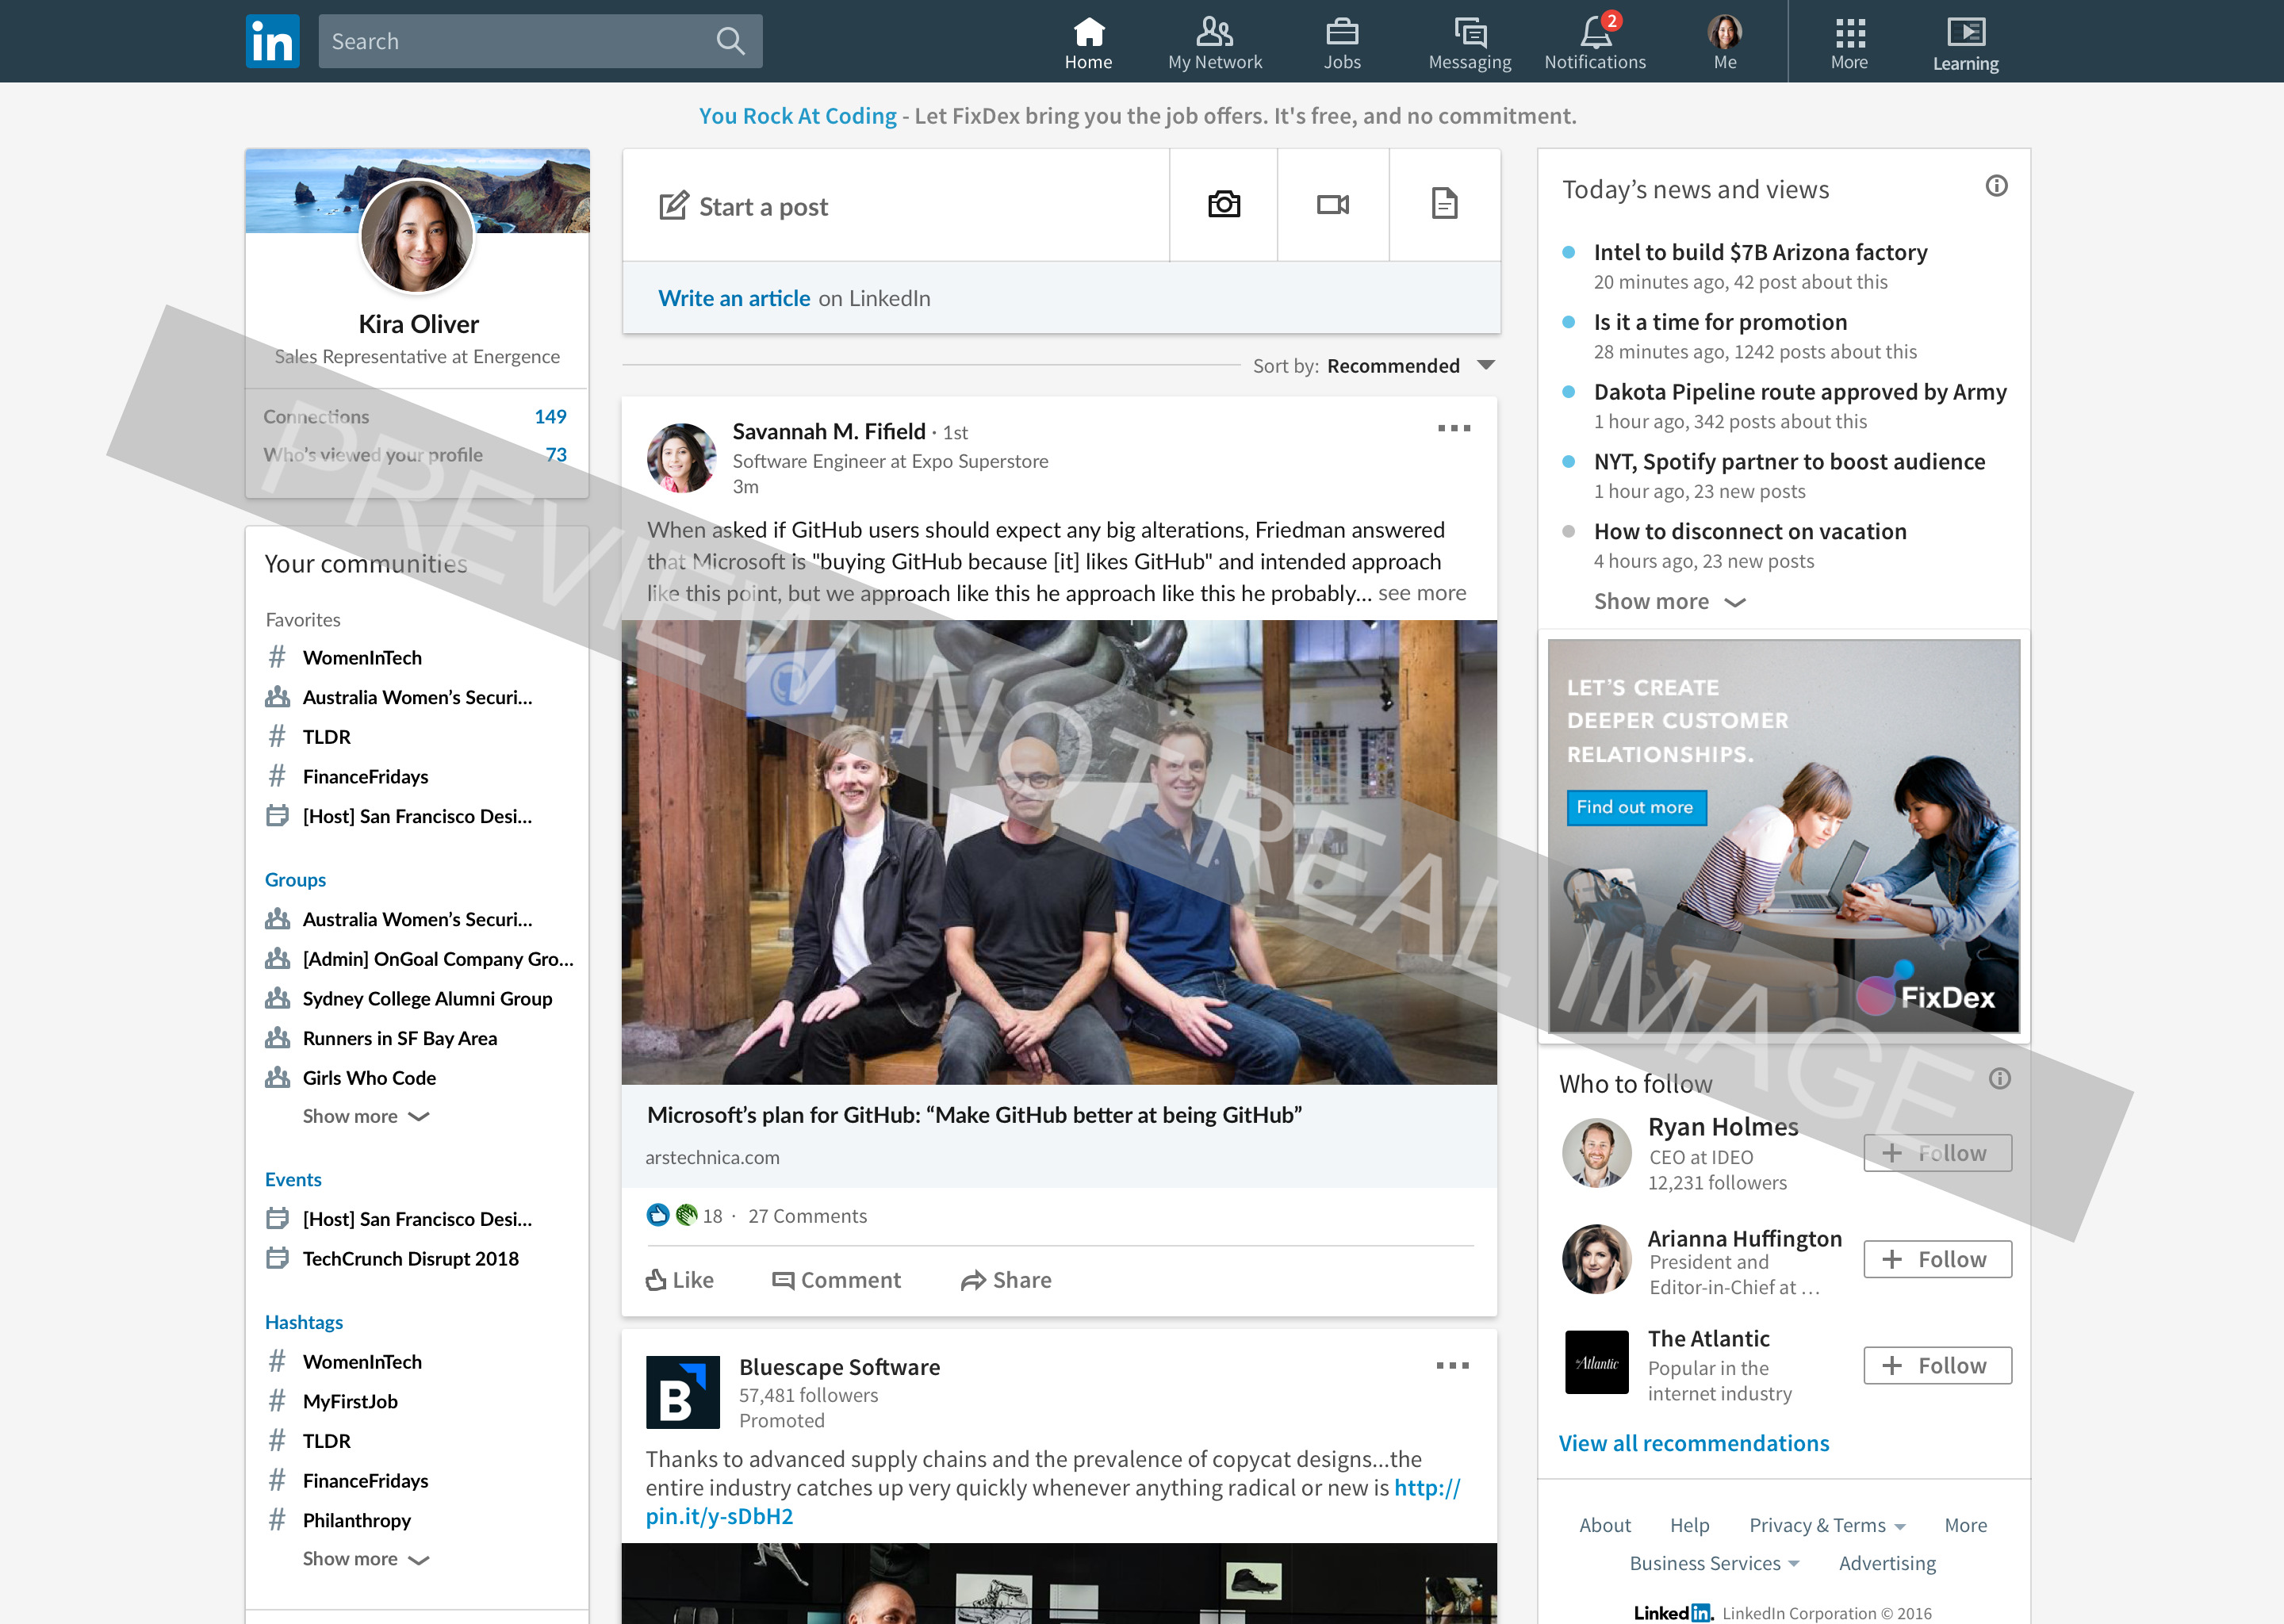 in
Search
Home
My Network
Jobs
Messaging
2
Notifications
Me
More
Learning
You Rock At Coding - Let FixDex bring you the job offers. It's free, and no commitment.
Kira Oliver
Sales Representative at Energence
Connections 149
Who's viewed your profile 73
Your communities
Favorites
# WomenInTech
Australia Women’s Securi...
# TLDR
# FinanceFridays
[Host] San Francisco Desi...
Groups
Australia Women’s Securi...
[Admin] OnGoal Company Gro...
Sydney College Alumni Group
Runners in SF Bay Area
Girls Who Code
Show more
Events
[Host] San Francisco Desi...
TechCrunch Disrupt 2018
Hashtags
# WomenInTech
# MyFirstJob
# TLDR
# FinanceFridays
# Philanthropy
Show more
Start a post
Write an article on LinkedIn
Sort by: Recommended
Savannah M. Fifield · 1st
Software Engineer at Expo Superstore
3m
When asked if GitHub users should expect any big alterations, Friedman answered
that Microsoft is "buying GitHub because [it] likes GitHub" and intended approach
like this point, but we approach like this he approach like this he probably... see more
Microsoft’s plan for GitHub: “Make GitHub better at being GitHub”
arstechnica.com
18 · 27 Comments
Like
Comment
Share
B
Bluescape Software
57,481 followers
Promoted
Thanks to advanced supply chains and the prevalence of copycat designs...the
entire industry catches up very quickly whenever anything radical or new is http://
pin.it/y-sDbH2
Today’s news and views
Intel to build $7B Arizona factory
20 minutes ago, 42 post about this
Is it a time for promotion
28 minutes ago, 1242 posts about this
Dakota Pipeline route approved by Army
1 hour ago, 342 posts about this
NYT, Spotify partner to boost audience
1 hour ago, 23 new posts
How to disconnect on vacation
4 hours ago, 23 new posts
Show more
LET’S CREATE
DEEPER CUSTOMER
RELATIONSHIPS.
Find out more
FixDex
Who to follow
Ryan Holmes
CEO at IDEO
12,231 followers
+ Follow
Arianna Huffington
President and
Editor-in-Chief at ...
+ Follow
The Atlantic
The Atlantic
Popular in the
internet industry
+ Follow
View all recommendations
About
Help
Privacy & Terms
More
Business Services
Advertising
Linked in. LinkedIn Corporation © 2016
PREVIEW. NOT REAL IMAGE